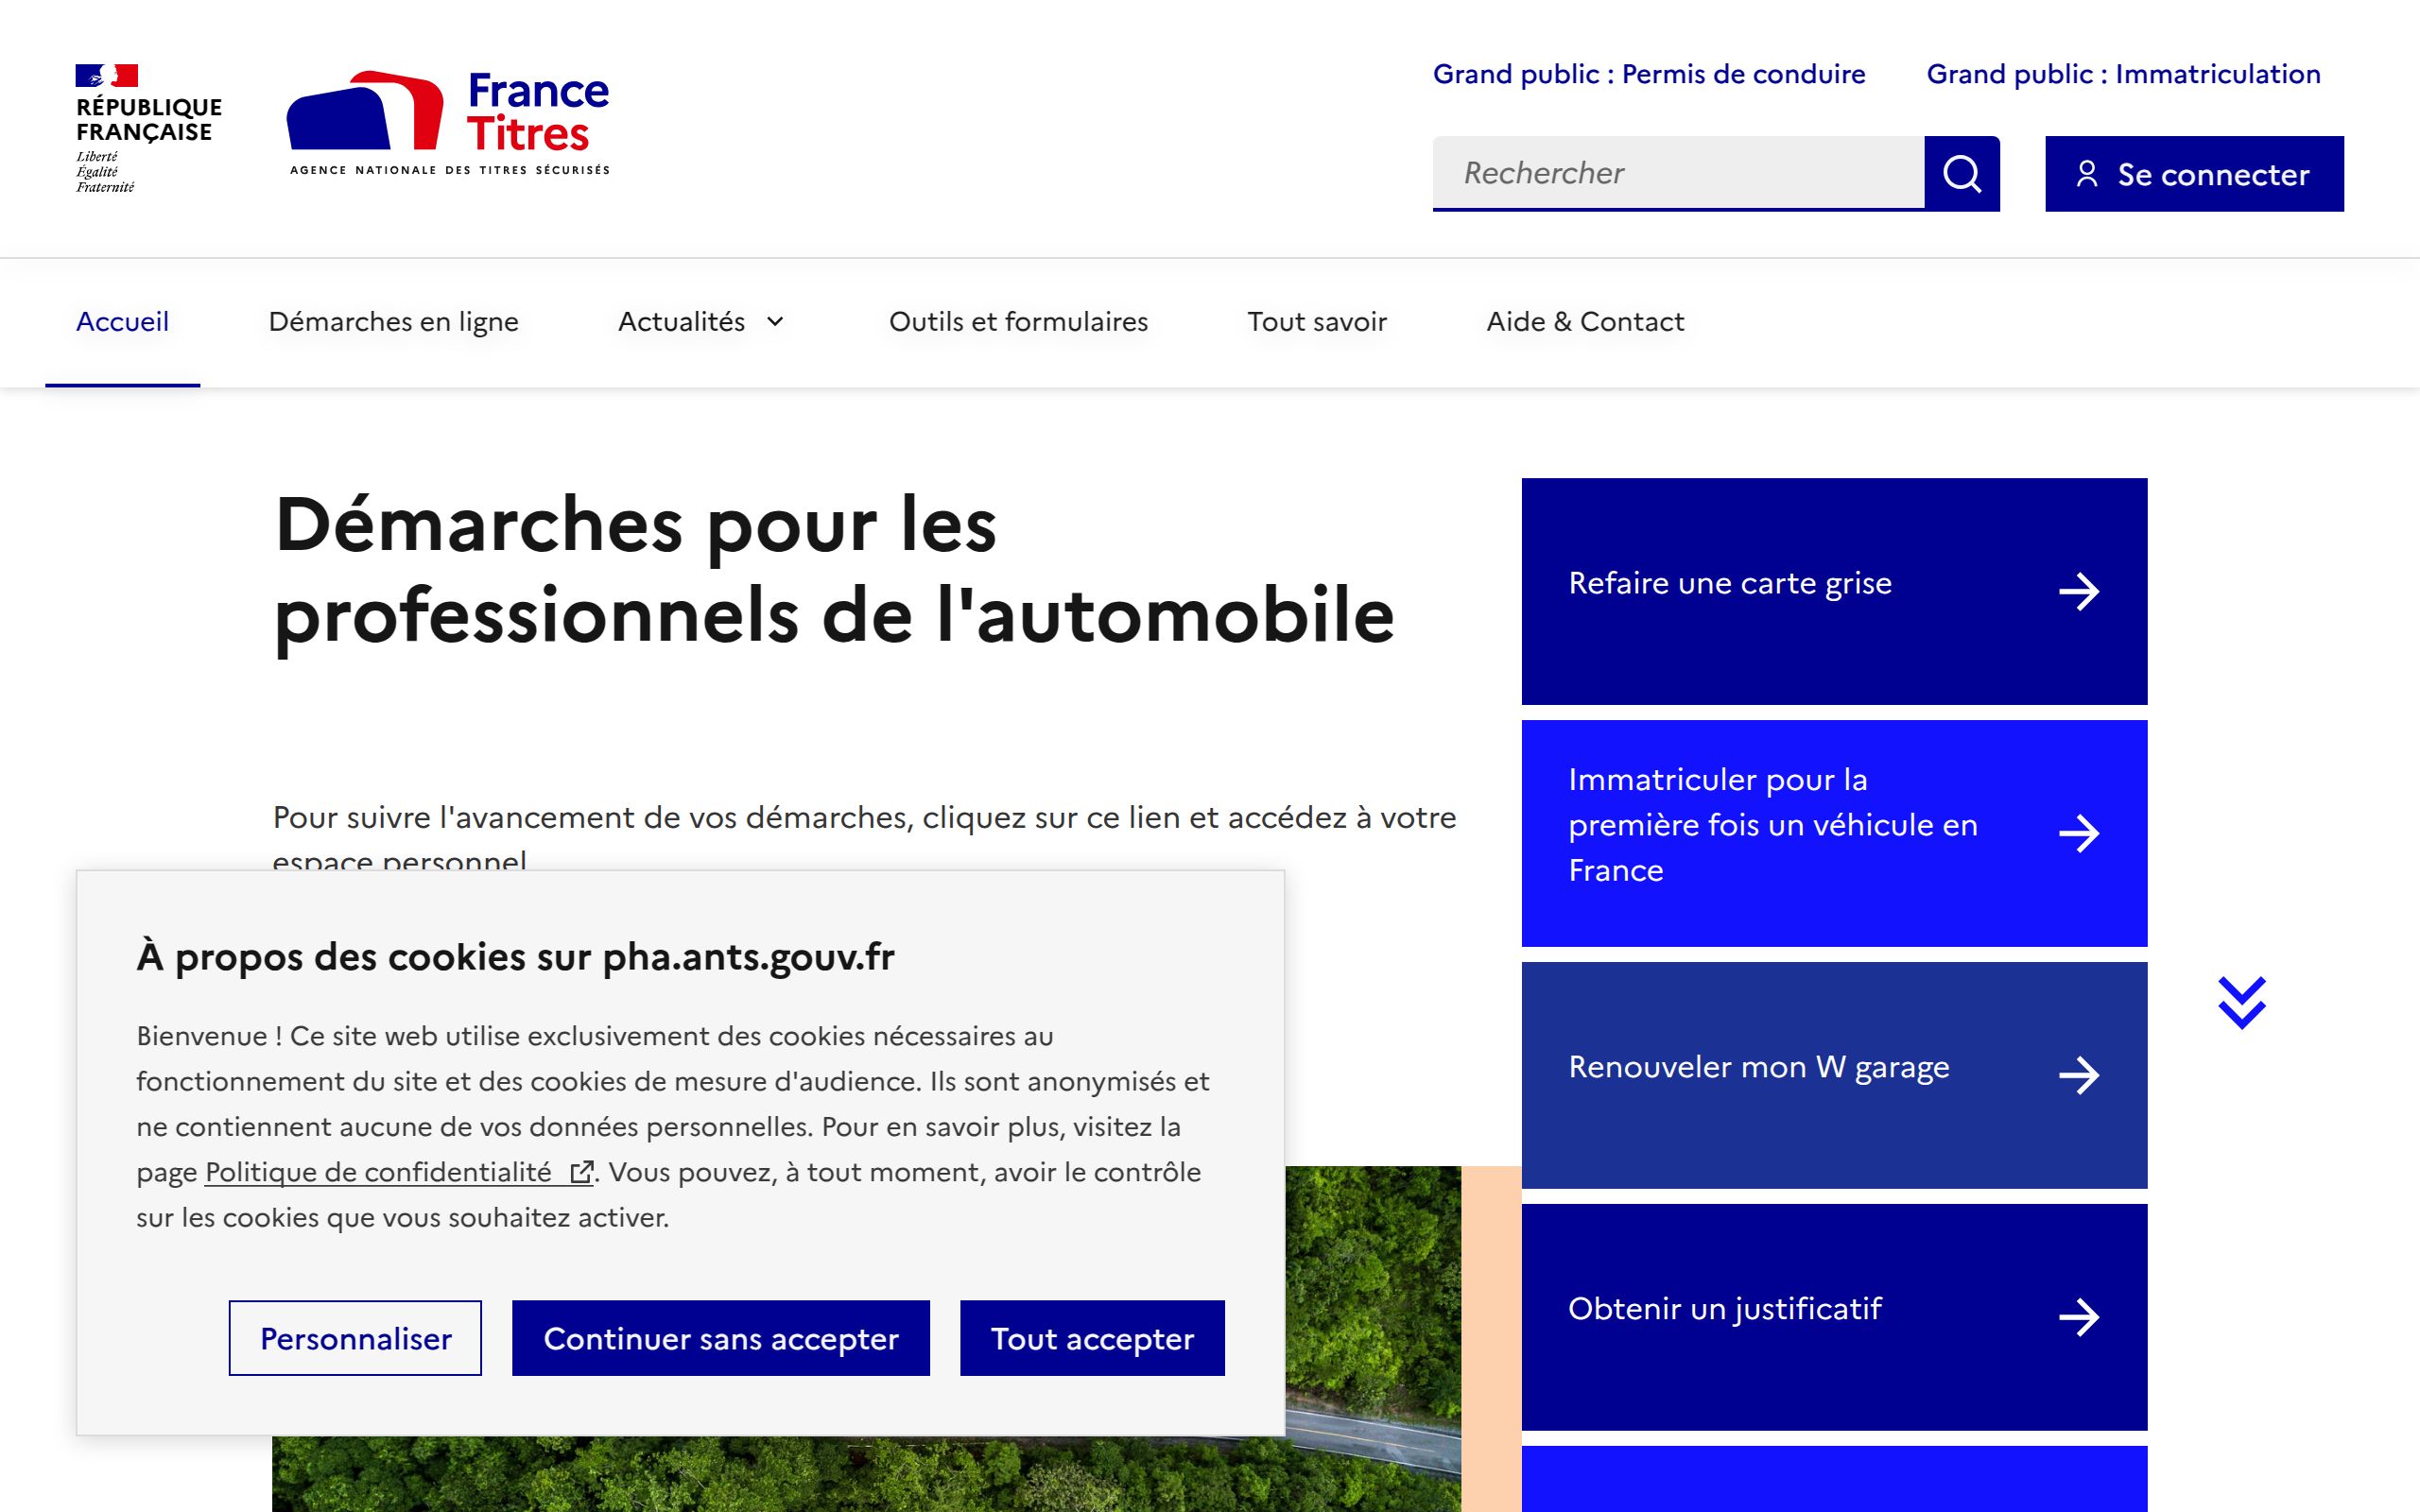 RÉPUBLIQUE
FRANÇAISE
Liberté
Égalité
Fraternité
France
Titres
AGENCE NATIONALE DES TITRES SÉCURISÉS
Grand public : Permis de conduire
Grand public : Immatriculation
Rechercher
Se connecter
Accueil
Démarches en ligne
Actualités
Outils et formulaires
Tout savoir
Aide & Contact
Démarches pour les
professionnels de l'automobile
Pour suivre l'avancement de vos démarches, cliquez sur ce lien et accédez à votre
espace personnel
À propos des cookies sur pha.ants.gouv.fr
Bienvenue ! Ce site web utilise exclusivement des cookies nécessaires au
fonctionnement du site et des cookies de mesure d'audience. Ils sont anonymisés et
ne contiennent aucune de vos données personnelles. Pour en savoir plus, visitez la
page Politique de confidentialité . Vous pouvez, à tout moment, avoir le contrôle
sur les cookies que vous souhaitez activer.
Personnaliser
Continuer sans accepter
Tout accepter
Refaire une carte grise
Immatriculer pour la
première fois un véhicule en
France
Renouveler mon W garage
Obtenir un justificatif